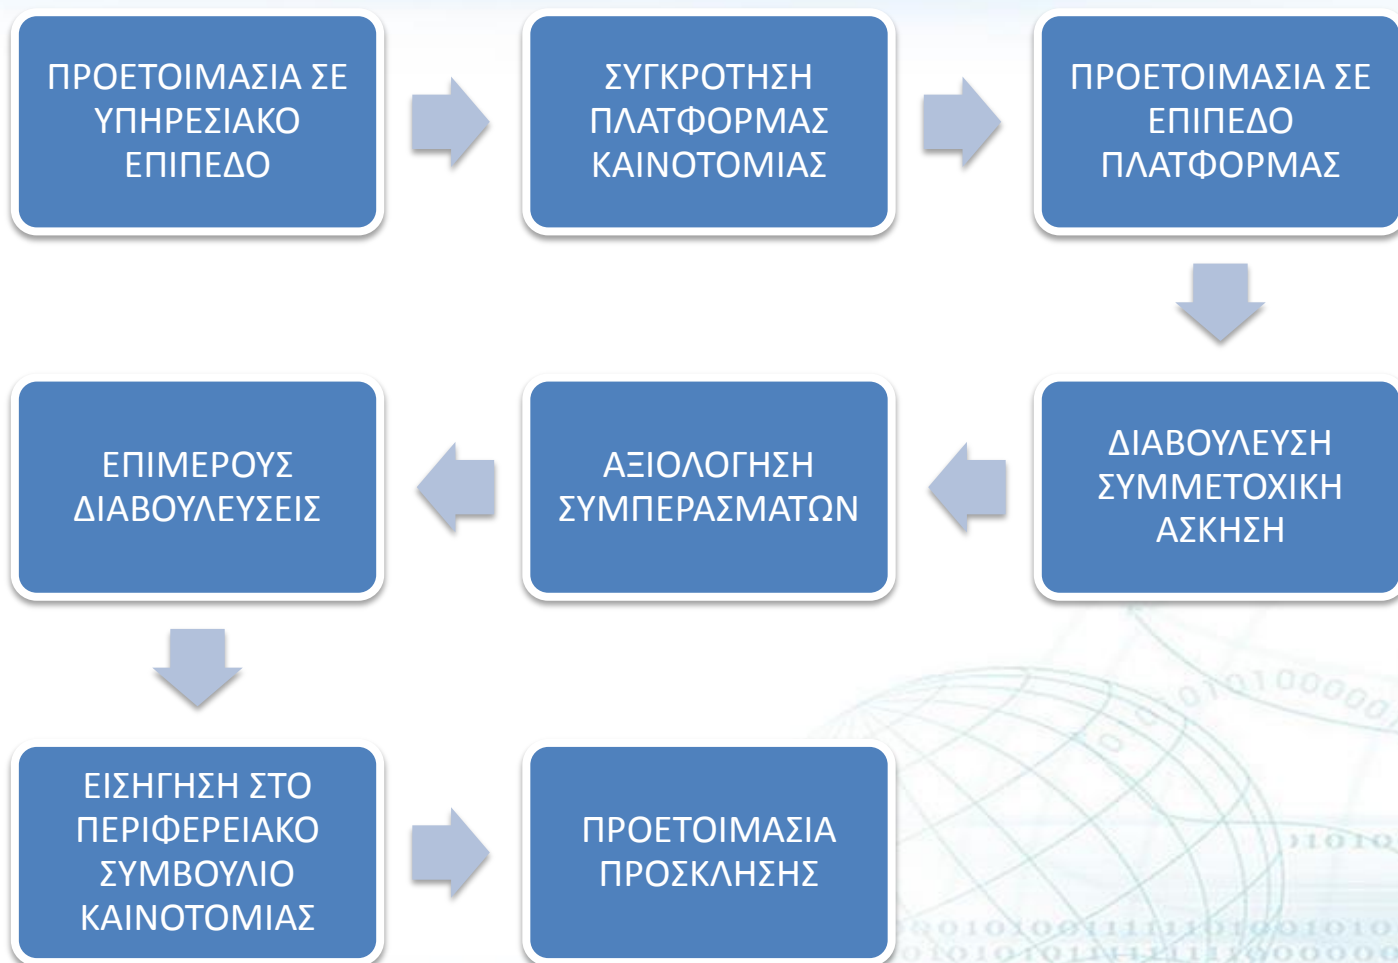 ΠΡΟΕΤΟΙΜΑΣΙΑ ΣΕ
ΥΠΗΡΕΣΙΑΚΟ
ΕΠΙΠΕΔΟ
ΣΥΓΚΡΟΤΗΣΗ
ΠΛΑΤΦΟΡΜΑΣ
ΚΑΙΝΟΤΟΜΙΑΣ
ΠΡΟΕΤΟΙΜΑΣΙΑ ΣΕ
ΕΠΙΠΕΔΟ
ΠΛΑΤΦΟΡΜΑΣ
ΔΙΑΒΟΥΛΕΥΣΗ
ΣΥΜΜΕΤΟΧΙΚΗ
ΑΣΚΗΣΗ
ΑΞΙΟΛΟΓΗΣΗ
ΣΥΜΠΕΡΑΣΜΑΤΩΝ
ΕΠΙΜΕΡΟΥΣ
ΔΙΑΒΟΥΛΕΥΣΕΙΣ
ΕΙΣΗΓΗΣΗ ΣΤΟ
ΠΕΡΙΦΕΡΕΙΑΚΟ
ΣΥΜΒΟΥΛΙΟ
ΚΑΙΝΟΤΟΜΙΑΣ
ΠΡΟΕΤΟΙΜΑΣΙΑ
ΠΡΟΣΚΛΗΣΗΣ